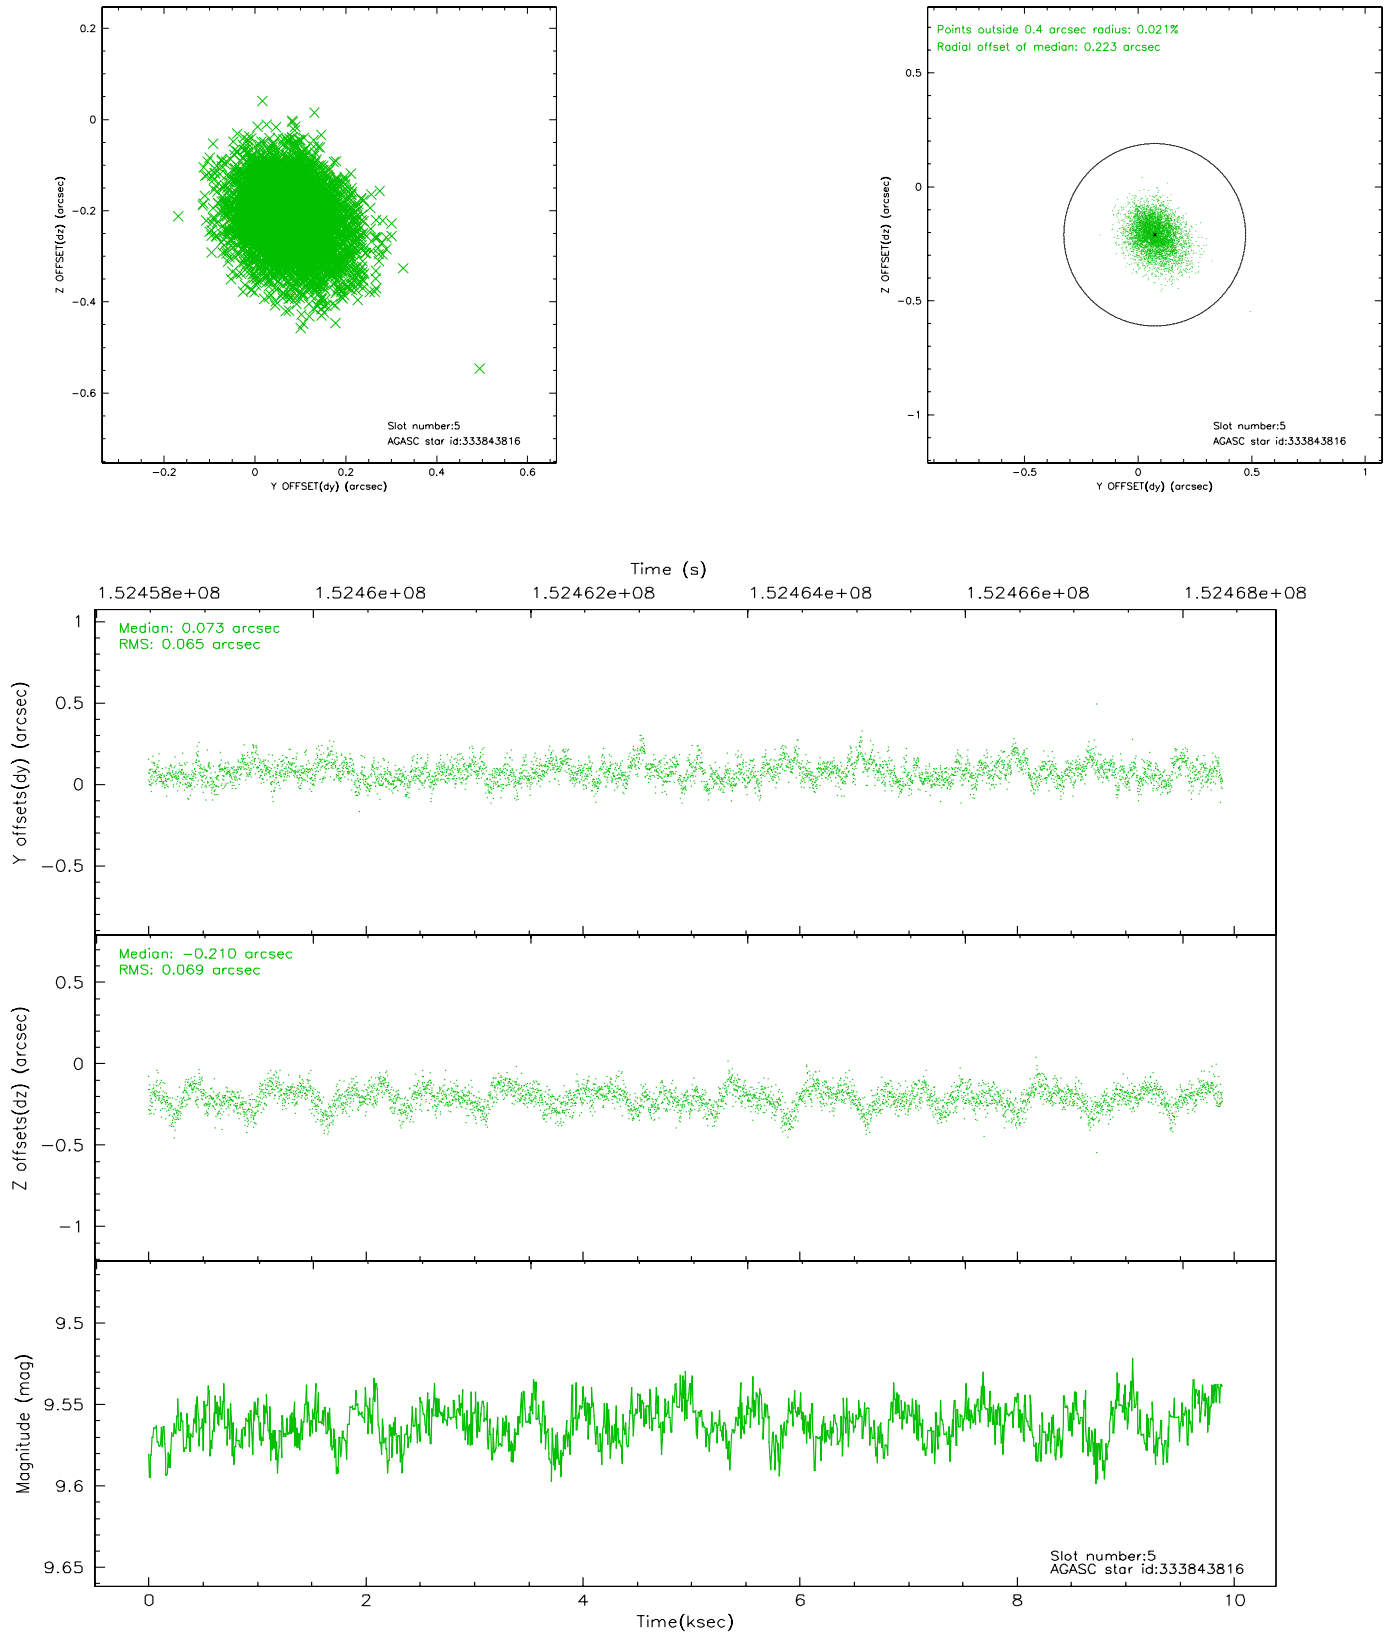 0.2
0
−0.2
−0.4
−0.6
Z OFFSET(dz) (arcsec)
Slot number:5
AGASC star id:333843816
−0.2 0 0.2 0.4 0.6
Y OFFSET(dy) (arcsec)
Points outside 0.4 arcsec radius: 0.021%
Radial offset of median: 0.223 arcsec
0.5
0
−0.5
−1
Z OFFSET(dz) (arcsec)
Slot number:5
AGASC star id:333843816
−0.5 0 0.5 1
Y OFFSET(dy) (arcsec)
Time (s)
1.52458e+08 1.5246e+08 1.52462e+08 1.52464e+08 1.52466e+08 1.52468e+08
Median: 0.073 arcsec
RMS: 0.065 arcsec
1
0.5
0
−0.5
Y offsets(dy) (arcsec)
Median: −0.210 arcsec
RMS: 0.069 arcsec
0.5
0
−0.5
−1
Z offsets(dz) (arcsec)
9.5
9.55
9.6
9.65
Magnitude (mag)
Slot number:5
AGASC star id:333843816
0 2 4 6 8 10
Time(ksec)